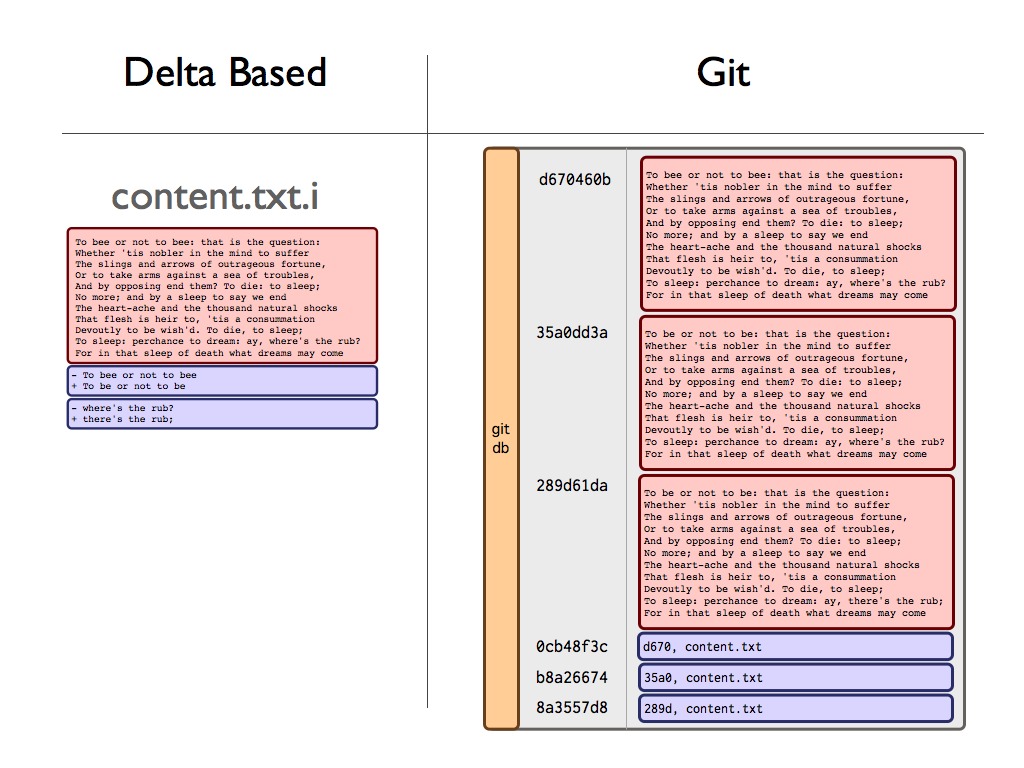 Delta Based
Git
content.txt.i
To bee or not to bee: that is the question:
Whether 'tis nobler in the mind to suffer
The slings and arrows of outrageous fortune,
Or to take arms against a sea of troubles,
And by opposing end them? To die: to sleep;
No more; and by a sleep to say we end
The heart-ache and the thousand natural shocks
That flesh is heir to, 'tis a consummation
Devoutly to be wish'd. To die, to sleep;
To sleep: perchance to dream: ay, where's the rub?
For in that sleep of death what dreams may come
- To bee or not to bee
+ To be or not to be
- where's the rub?
+ there's the rub;
git
db
d670460b
To bee or not to bee: that is the question:
Whether 'tis nobler in the mind to suffer
The slings and arrows of outrageous fortune,
Or to take arms against a sea of troubles,
And by opposing end them? To die: to sleep;
No more; and by a sleep to say we end
The heart-ache and the thousand natural shocks
That flesh is heir to, 'tis a consummation
Devoutly to be wish'd. To die, to sleep;
To sleep: perchance to dream: ay, where's the rub?
For in that sleep of death what dreams may come
35a0dd3a
To be or not to be: that is the question:
Whether 'tis nobler in the mind to suffer
The slings and arrows of outrageous fortune,
Or to take arms against a sea of troubles,
And by opposing end them? To die: to sleep;
No more; and by a sleep to say we end
The heart-ache and the thousand natural shocks
That flesh is heir to, 'tis a consummation
Devoutly to be wish'd. To die, to sleep;
To sleep: perchance to dream: ay, where's the rub?
For in that sleep of death what dreams may come
289d61da
To be or not to be: that is the question:
Whether 'tis nobler in the mind to suffer
The slings and arrows of outrageous fortune,
Or to take arms against a sea of troubles,
And by opposing end them? To die: to sleep;
No more; and by a sleep to say we end
The heart-ache and the thousand natural shocks
That flesh is heir to, 'tis a consummation
Devoutly to be wish'd. To die, to sleep;
To sleep: perchance to dream: ay, there's the rub;
For in that sleep of death what dreams may come
0cb48f3c d670, content.txt
b8a26674 35a0, content.txt
8a3557d8 289d, content.txt